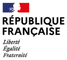 RÉPUBLIQUE
FRANÇAISE
Liberté
Égalité
Fraternité